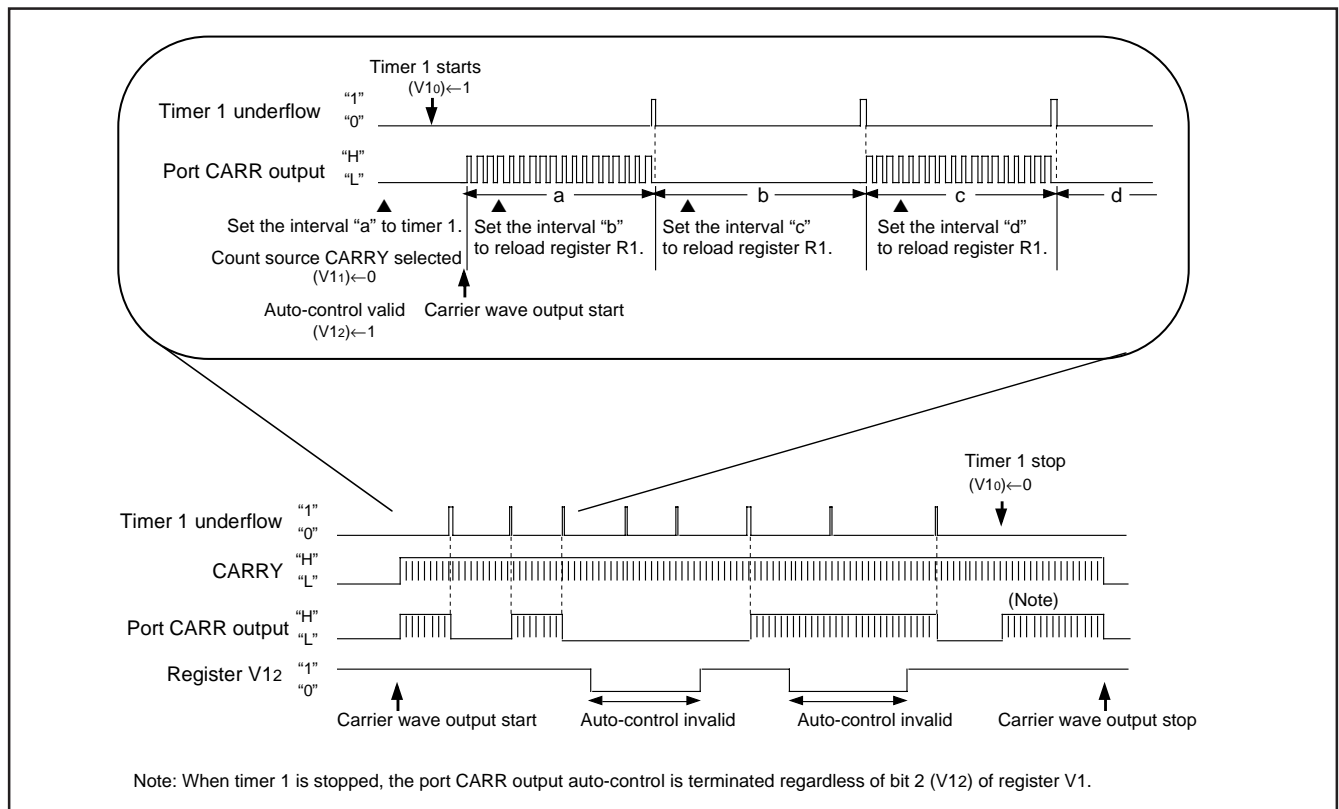 Timer 1 starts
(V10)←1
Timer 1 underflow
“1”
“0”
Port CARR output
“H”
“L”
a
b
c
d
Set the interval “a” to timer 1.
Set the interval “b”
to reload register R1.
Set the interval “c”
to reload register R1.
Set the interval “d”
to reload register R1.
Count source CARRY selected
(V11)←0
Auto-control valid
(V12)←1
Carrier wave output start
Timer 1 stop
(V10)←0
Timer 1 underflow
“1”
“0”
CARRY
“H”
“L”
(Note)
Port CARR output
“H”
“L”
Register V12
“1”
“0”
Carrier wave output start
Auto-control invalid
Auto-control invalid
Carrier wave output stop
Note: When timer 1 is stopped, the port CARR output auto-control is terminated regardless of bit 2 (V12) of register V1.